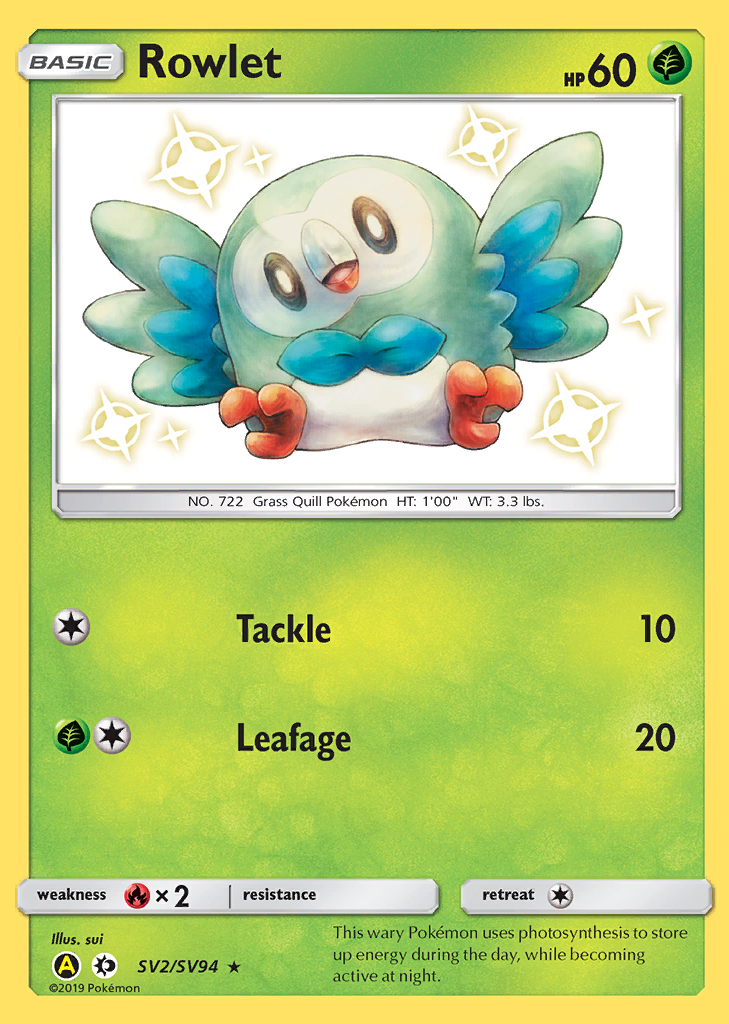 BASIC Rowlet HP60
NO. 722 Grass Quill Pokémon HT: 1'00" WT: 3.3 lbs.
Tackle 10
Leafage 20
weakness ×2 resistance retreat
Illus. sui
A
SV2/SV94 ★
©2019 Pokémon
This wary Pokémon uses photosynthesis to store
up energy during the day, while becoming
active at night.